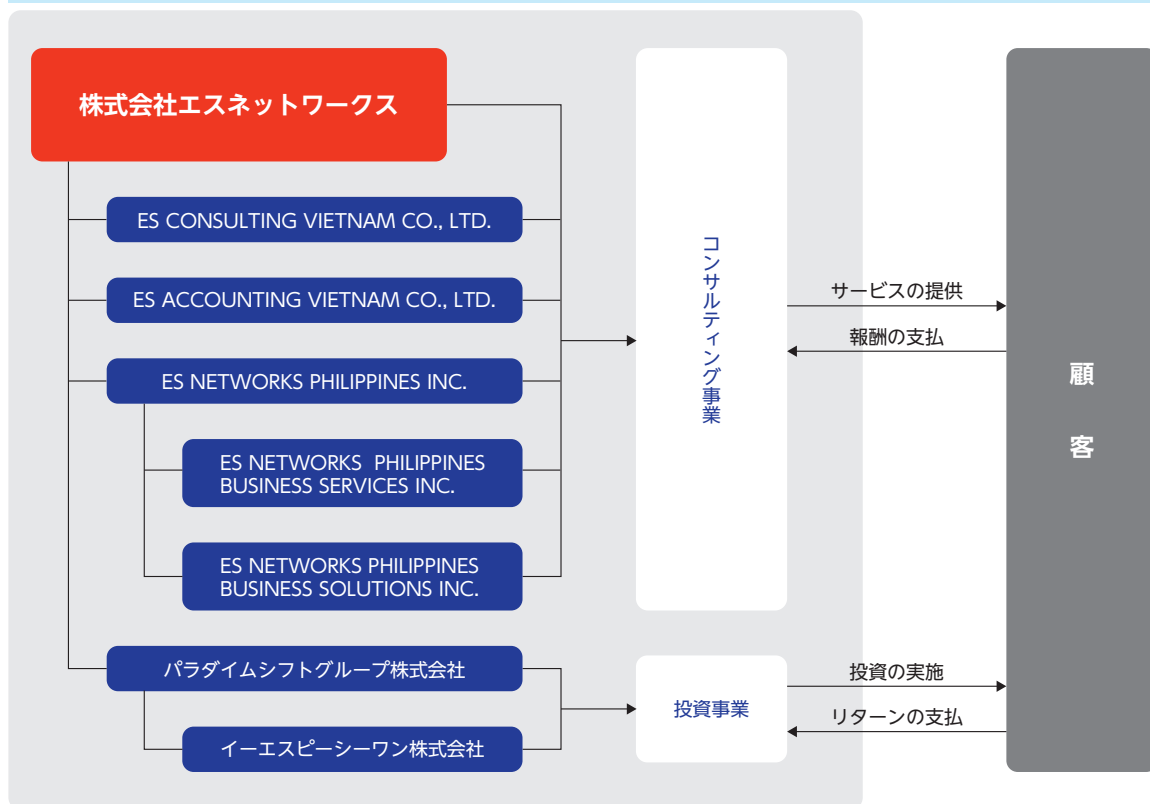 株式会社エスネットワークス
ES CONSULTING VIETNAM CO., LTD.
ES ACCOUNTING VIETNAM CO., LTD.
ES NETWORKS PHILIPPINES INC.
ES NETWORKS PHILIPPINES
BUSINESS SERVICES INC.
ES NETWORKS PHILIPPINES
BUSINESS SOLUTIONS INC.
パラダイムシフトグループ株式会社
イーエスピーシーワン株式会社
コンサルティング事業
投資事業
サービスの提供
報酬の支払
投資の実施
リターンの支払
顧客